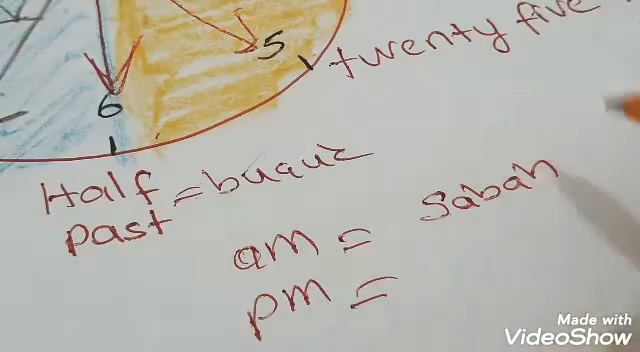 5
twenty five
6
Half
past = buçuk
am = Sabah
pm =
Made with
VideoShow